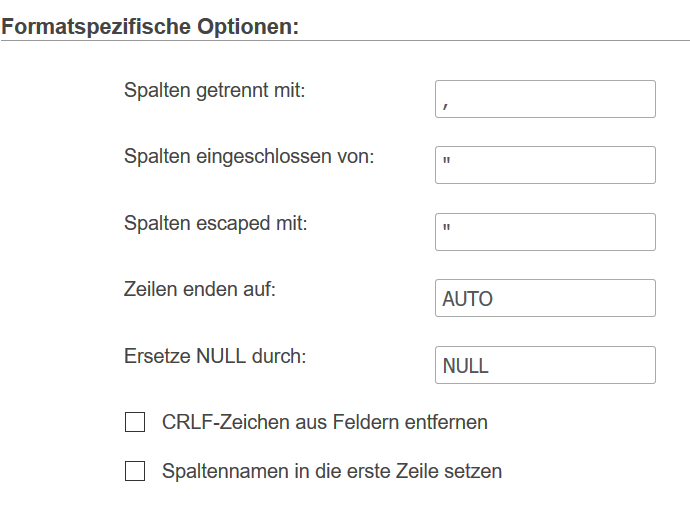 Formatspezifische Optionen:
Spalten getrennt mit: ,
Spalten eingeschlossen von: "
Spalten escaped mit: "
Zeilen enden auf: AUTO
Ersetze NULL durch: NULL
CRLF-Zeichen aus Feldern entfernen
Spaltennamen in die erste Zeile setzen